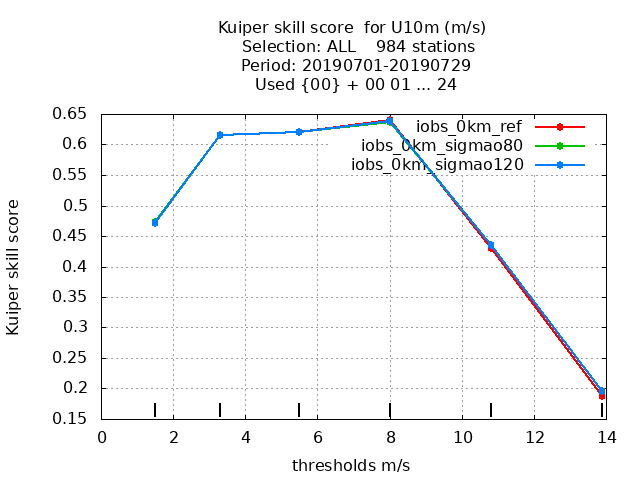 Kuiper skill score  for U10m (m/s)
Selection: ALL    984 stations
Period: 20190701-20190729
Used {00} + 00 01 ... 24
iobs_0km_ref
iobs_0km_sigmao80
iobs_0km_sigmao120
Kuiper skill score
0.65
0.6
0.55
0.5
0.45
0.4
0.35
0.3
0.25
0.2
0.15
0 2 4 6 8 10 12 14
thresholds m/s